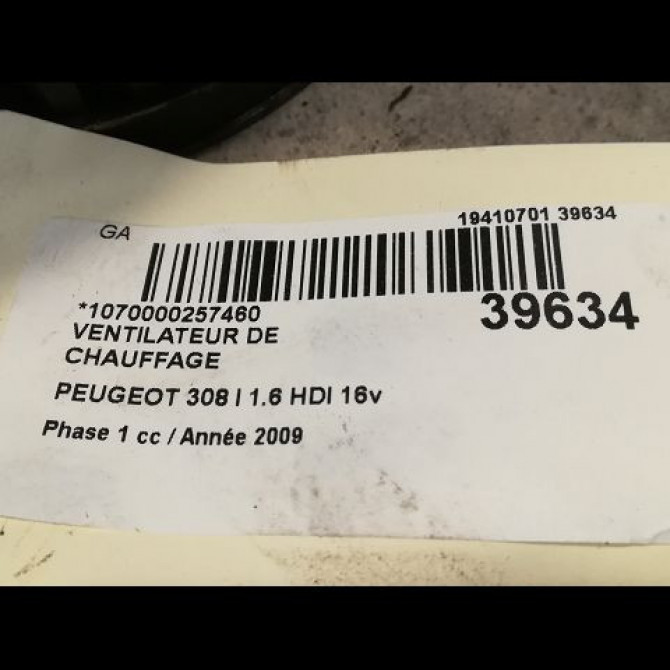 GA
19410701 39634
*1070000257460
39634
VENTILATEUR DE
CHAUFFAGE
PEUGEOT 308 I 1.6 HDI 16v
Phase 1 cc / Année 2009